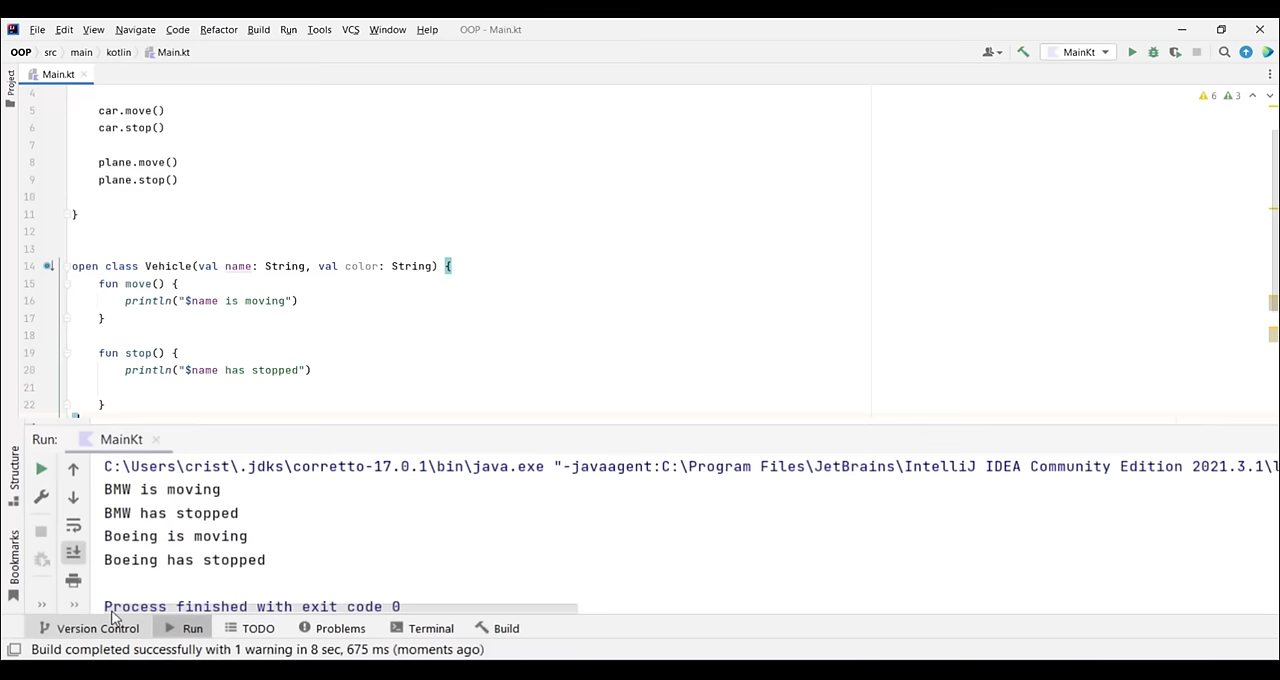 File Edit View Navigate Code Refactor Build Run Tools VCS Window Help OOP - Main.kt
OOP src main kotlin Main.kt MainKt
Main.kt
Project
4
5 car.move()
6 car.stop()
7
8 plane.move()
9 plane.stop()
10
11 }
12
13
14 open class Vehicle(val name: String, val color: String) {
15 fun move() {
16 println("$name is moving")
17 }
18
19 fun stop() {
20 println("$name has stopped")
21
22 }
6 3
Run: MainKt
Structure
Bookmarks
C:\Users\crist\.jdks\corretto-17.0.1\bin\java.exe "-javaagent:C:\Program Files\JetBrains\IntelliJ IDEA Community Edition 2021.3.1\
BMW is moving
BMW has stopped
Boeing is moving
Boeing has stopped
Process finished with exit code 0
Version Control Run TODO Problems Terminal Build
Build completed successfully with 1 warning in 8 sec, 675 ms (moments ago)